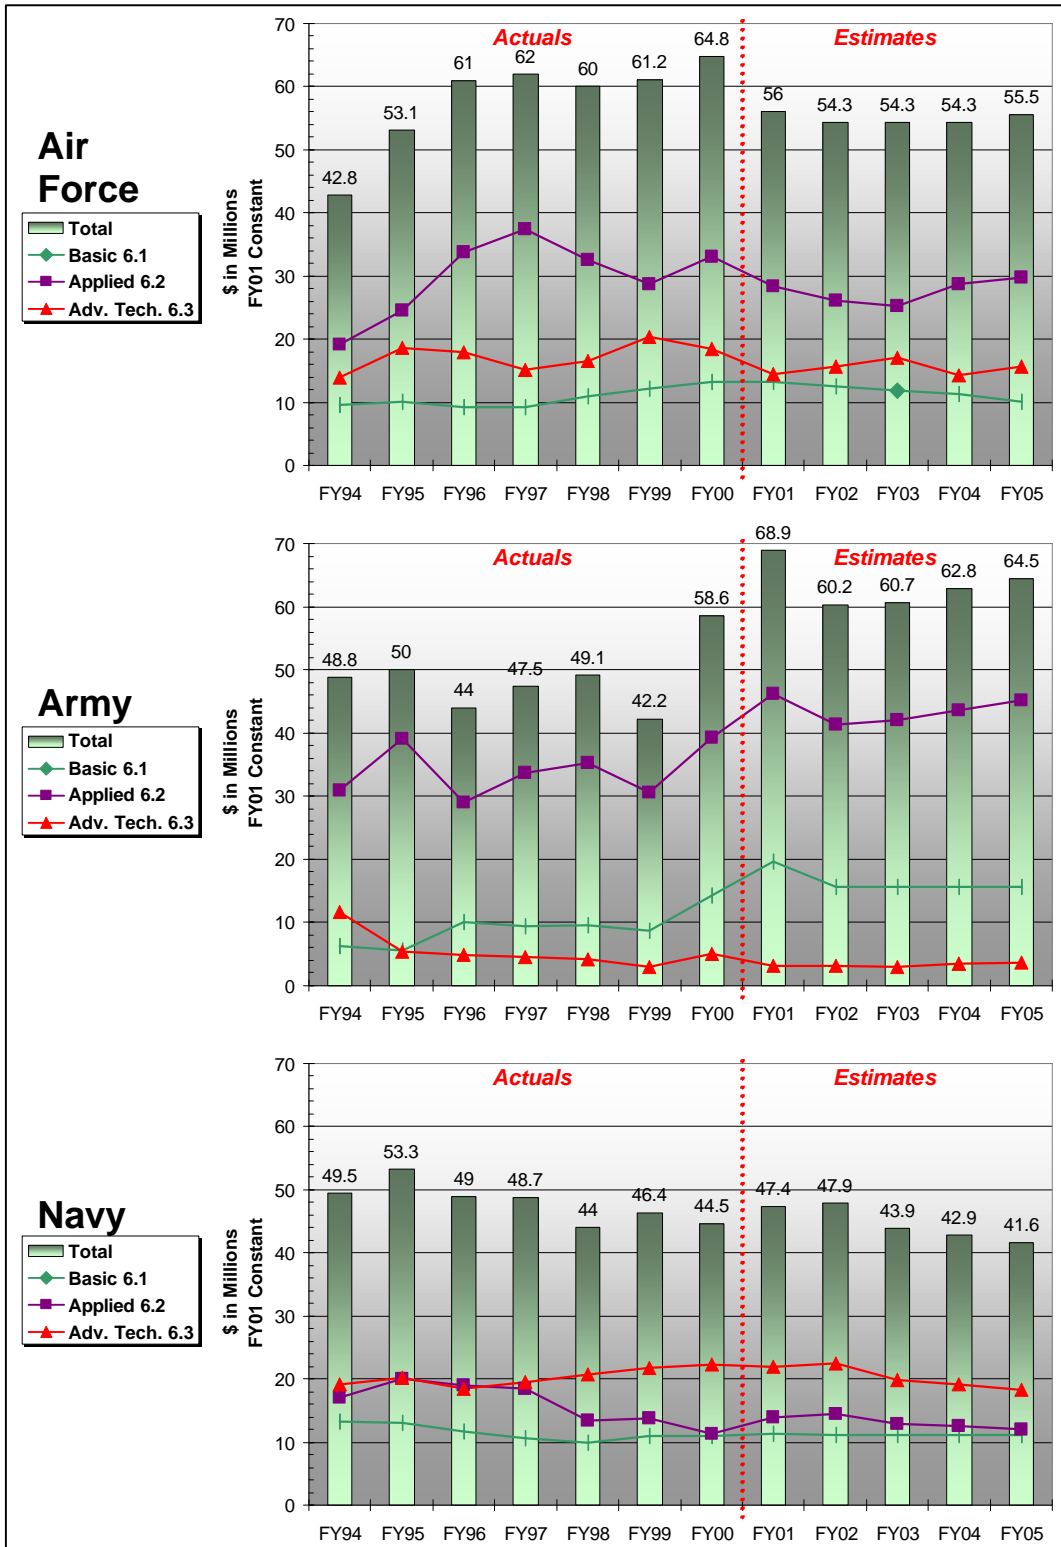 Air
Force
Total
Basic 6.1
Applied 6.2
Adv. Tech. 6.3
$ in Millions
FY01 Constant
Actuals
Estimates
70
60
50
40
30
20
10
0
42.8
53.1
61
62
60
61.2
64.8
56
54.3
54.3
54.3
55.5
FY94 FY95 FY96 FY97 FY98 FY99 FY00 FY01 FY02 FY03 FY04 FY05
Army
Total
Basic 6.1
Applied 6.2
Adv. Tech. 6.3
$ in Millions
FY01 Constant
Actuals
Estimates
70
60
50
40
30
20
10
0
48.8
50
44
47.5
49.1
42.2
58.6
68.9
60.2
60.7
62.8
64.5
FY94 FY95 FY96 FY97 FY98 FY99 FY00 FY01 FY02 FY03 FY04 FY05
Navy
Total
Basic 6.1
Applied 6.2
Adv. Tech. 6.3
$ in Millions
FY01 Constant
Actuals
Estimates
70
60
50
40
30
20
10
0
49.5
53.3
49
48.7
44
46.4
44.5
47.4
47.9
43.9
42.9
41.6
FY94 FY95 FY96 FY97 FY98 FY99 FY00 FY01 FY02 FY03 FY04 FY05